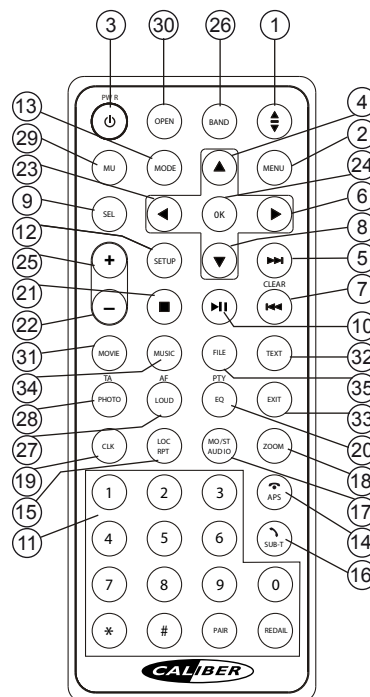 3 30 26 1
PWR
OPEN BAND
13 4
29 MU MODE MENU 2
23 24
9 SEL OK 6
12 SETUP 8
25 + 5
21 CLEAR 7
22 −
10
31 MOVIE MUSIC FILE TEXT 32
34 35
TA AF PTY
28 PHOTO LOUD EQ EXIT 33
27 20
19 CLK LOC RPT MO/ST AUDIO ZOOM 18
15 17
11 1 2 3 APS 14
4 5 6 SUB-T 16
7 8 9 0
* # PAIR REDAIL
CALIBER